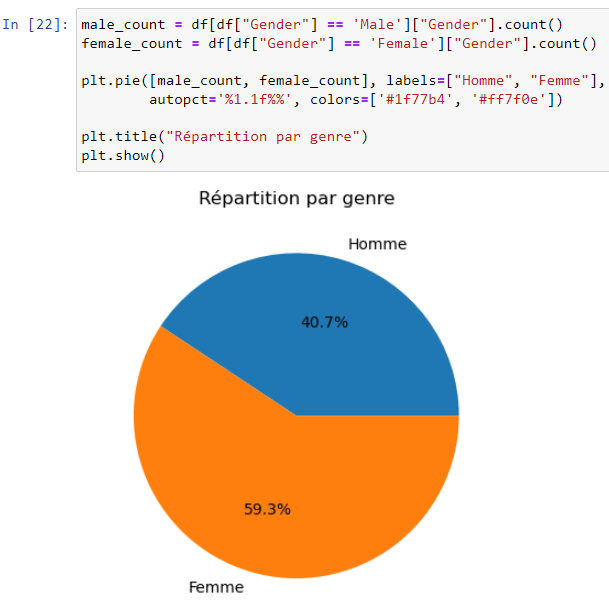 In [22]:
male_count = df[df["Gender"] == 'Male']["Gender"].count()
female_count = df[df["Gender"] == 'Female']["Gender"].count()
plt.pie([male_count, female_count], labels=["Homme", "Femme"],
autopct='%1.1f%%', colors=['#1f77b4', '#ff7f0e'])
plt.title("Répartition par genre")
plt.show()
Répartition par genre
Homme
40.7%
59.3%
Femme